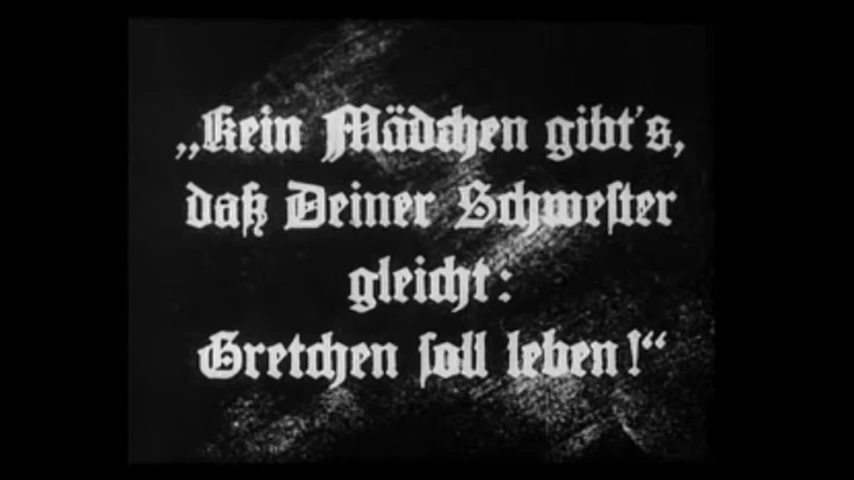 „Kein Mädchen gibt's,
daß Deiner Schwester
gleicht:
Gretchen soll leben!“